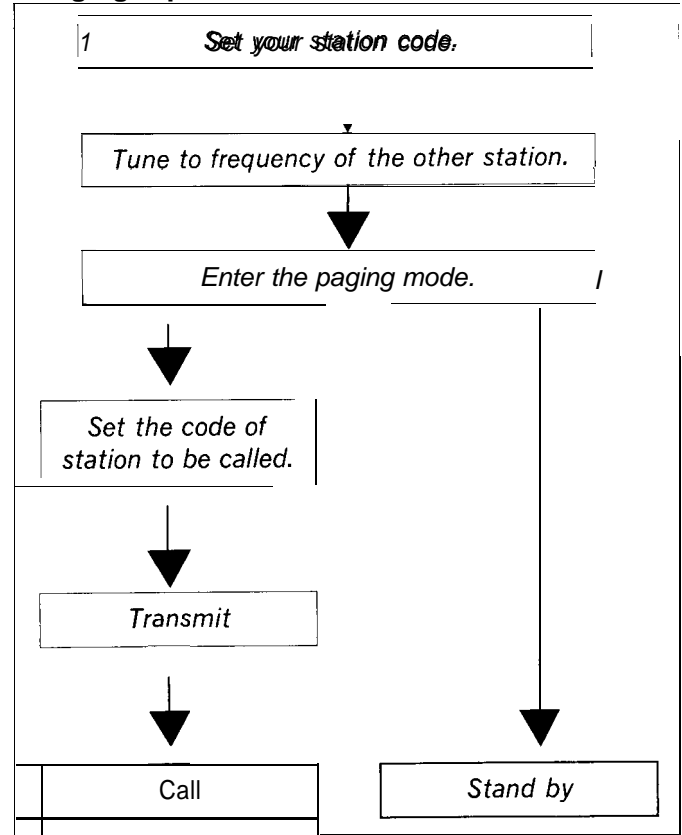 1 Set your station code.
Tune to frequency of the other station.
Enter the paging mode.
Set the code of
station to be called.
Transmit
Call
Stand by